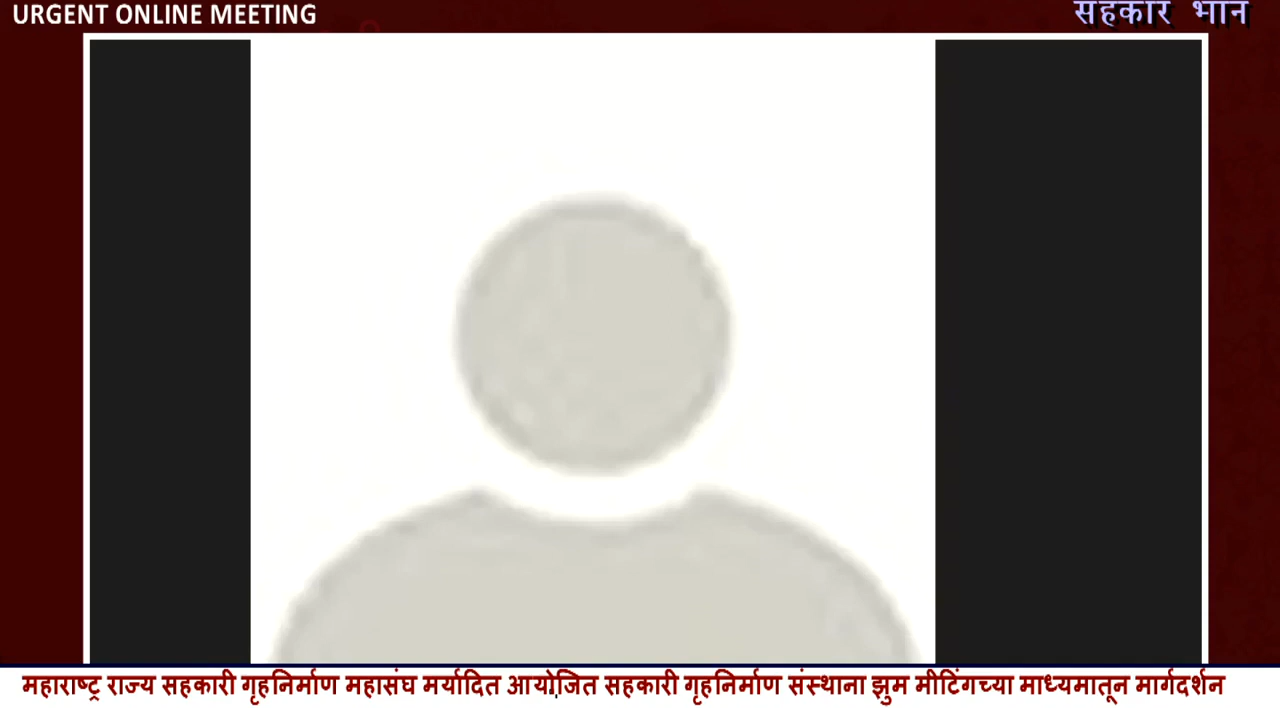 URGENT ONLINE MEETING
सहकार भान
महाराष्ट्र राज्य सहकारी गृहनिर्माण महासंघ मर्यादित आयोजित सहकारी गृहनिर्माण संस्थाना झुम मीटिंगच्या माध्यमातून मार्गदर्शन